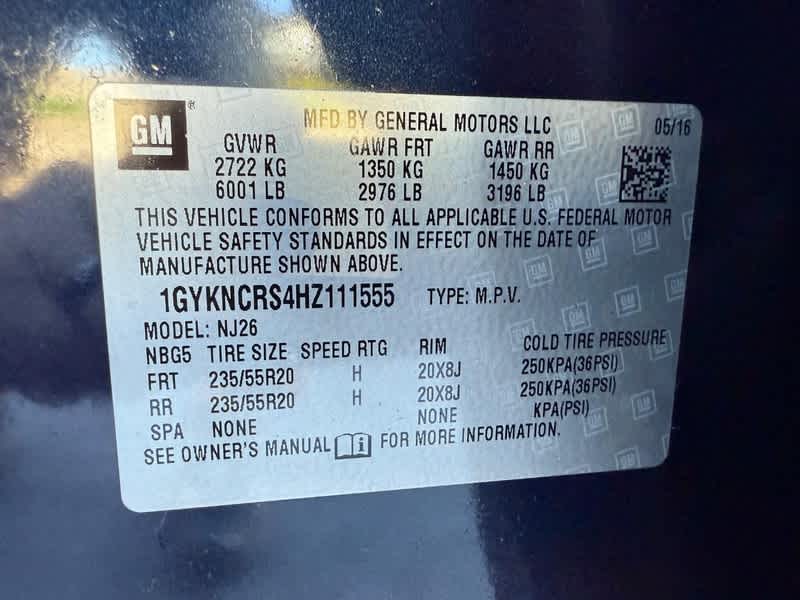 GM
MFD BY GENERAL MOTORS LLC 05/16
GVWR GAWR FRT GAWR RR
2722 KG 1350 KG 1450 KG
6001 LB 2976 LB 3196 LB
THIS VEHICLE CONFORMS TO ALL APPLICABLE U.S. FEDERAL MOTOR
VEHICLE SAFETY STANDARDS IN EFFECT ON THE DATE OF
MANUFACTURE SHOWN ABOVE.
1GYKNCRS4HZ111555 TYPE: M.P.V.
MODEL: NJ26
NBG5 TIRE SIZE SPEED RTG RIM COLD TIRE PRESSURE
FRT 235/55R20 H 20X8J 250KPA(36PSI)
RR 235/55R20 H 20X8J 250KPA(36PSI)
SPA NONE NONE KPA(PSI)
SEE OWNER'S MANUAL FOR MORE INFORMATION.